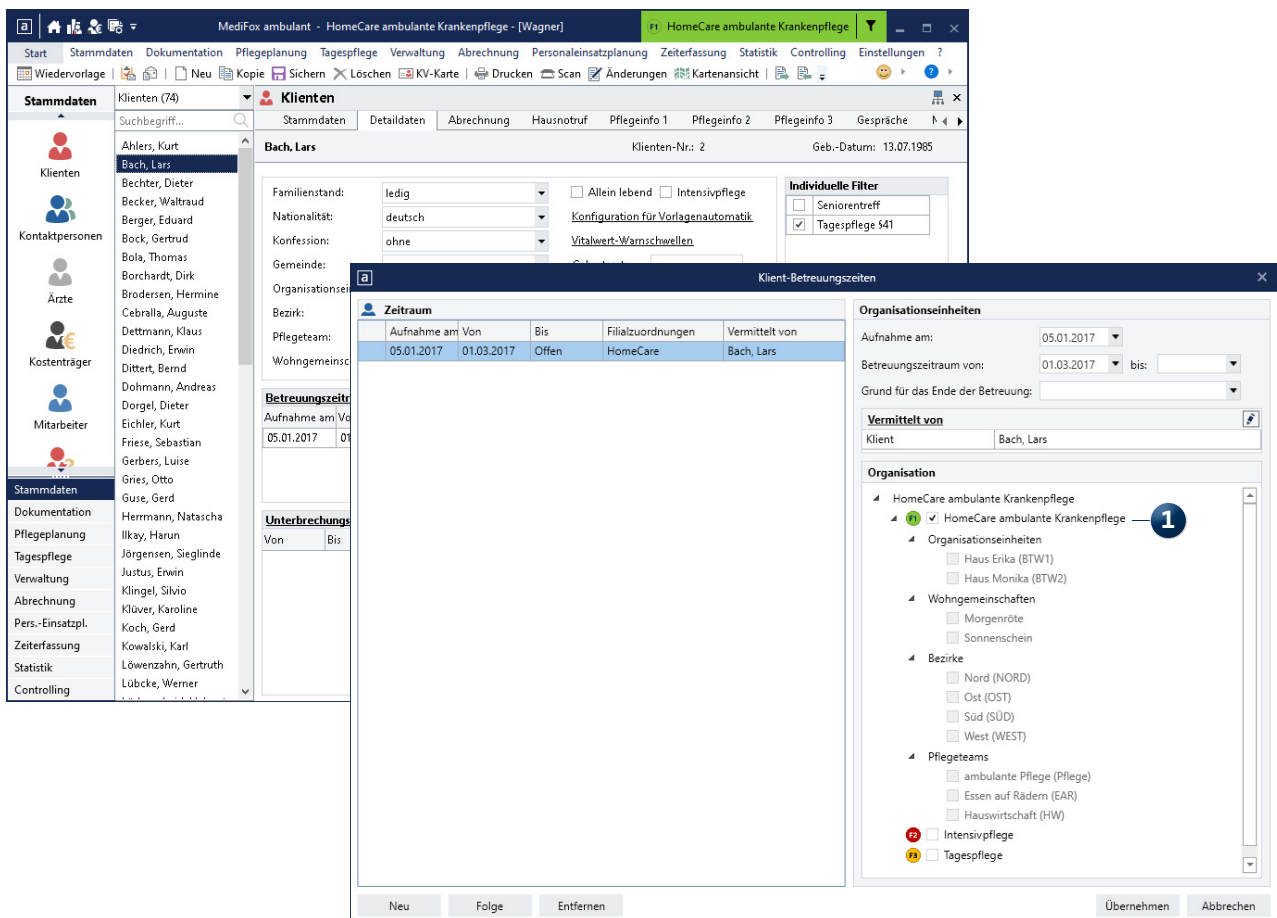 a MediFox ambulant - HomeCare ambulante Krankenpflege - [Wagner] F1 HomeCare ambulante Krankenpflege
Start Stammdaten Dokumentation Pflegeplanung Tagespflege Verwaltung Abrechnung Personaleinsatzplanung Zeiterfassung Statistik Controlling Einstellungen ?
Wiedervorlage Neu Kopie Sichern Löschen KV-Karte Drucken Scan Änderungen Kartenansicht
Stammdaten
Klienten
Kontaktpersonen
Ärzte
Kostenträger
Mitarbeiter
Stammdaten
Dokumentation
Pflegeplanung
Tagespflege
Verwaltung
Abrechnung
Pers.-Einsatzpl.
Zeiterfassung
Statistik
Controlling
Klienten (74)
Suchbegriff...
Ahlers, Kurt
Bach, Lars
Bechter, Dieter
Becker, Waltraud
Berger, Eduard
Bock, Gertrud
Bola, Thomas
Borchardt, Dirk
Brodersen, Hermine
Cebralla, Auguste
Dettmann, Klaus
Diedrich, Erwin
Dittert, Bernd
Dohmann, Andreas
Dorgel, Dieter
Eichler, Kurt
Friese, Sebastian
Gerbers, Luise
Gries, Otto
Guse, Gerd
Herrmann, Natascha
Ilkay, Harun
Jörgensen, Sieglinde
Justus, Erwin
Klingel, Silvio
Klüver, Karoline
Koch, Gerd
Kowalski, Karl
Löwenzahn, Gertruth
Lübcke, Werner
Klienten
Stammdaten Detaildaten Abrechnung Hausnotruf Pflegeinfo 1 Pflegeinfo 2 Pflegeinfo 3 Gespräche
Bach, Lars Klienten-Nr.: 2 Geb.-Datum: 13.07.1985
Familienstand: ledig Allein lebend Intensivpflege
Nationalität: deutsch Konfiguration für Vorlagenautomatik
Konfession: ohne Vitalwert-Warnschwellen
Gemeinde:
Organisationsei
Bezirk:
Pflegeteam:
Wohngemeinsc
Individuelle Filter
Seniorentreff
Tagespflege §41
Betreuungszeitr
Aufnahme am Vo
05.01.2017 01
Unterbrechungs
Von Bis
a Klient-Betreuungszeiten
Zeitraum
Aufnahme am Von Bis Filialzuordnungen Vermittelt von
05.01.2017 01.03.2017 Offen HomeCare Bach, Lars
Neu Folge Entfernen
Organisationseinheiten
Aufnahme am: 05.01.2017
Betreuungszeitraum von: 01.03.2017 bis:
Grund für das Ende der Betreuung:
Vermittelt von
Klient Bach, Lars
Organisation
HomeCare ambulante Krankenpflege
F1 HomeCare ambulante Krankenpflege 1
Organisationseinheiten
Haus Erika (BTW1)
Haus Monika (BTW2)
Wohngemeinschaften
Morgenröte
Sonnenschein
Bezirke
Nord (NORD)
Ost (OST)
Süd (SÜD)
West (WEST)
Pflegeteams
ambulante Pflege (Pflege)
Essen auf Rädern (EAR)
Hauswirtschaft (HW)
F2 Intensivpflege
F3 Tagespflege
Übernehmen Abbrechen